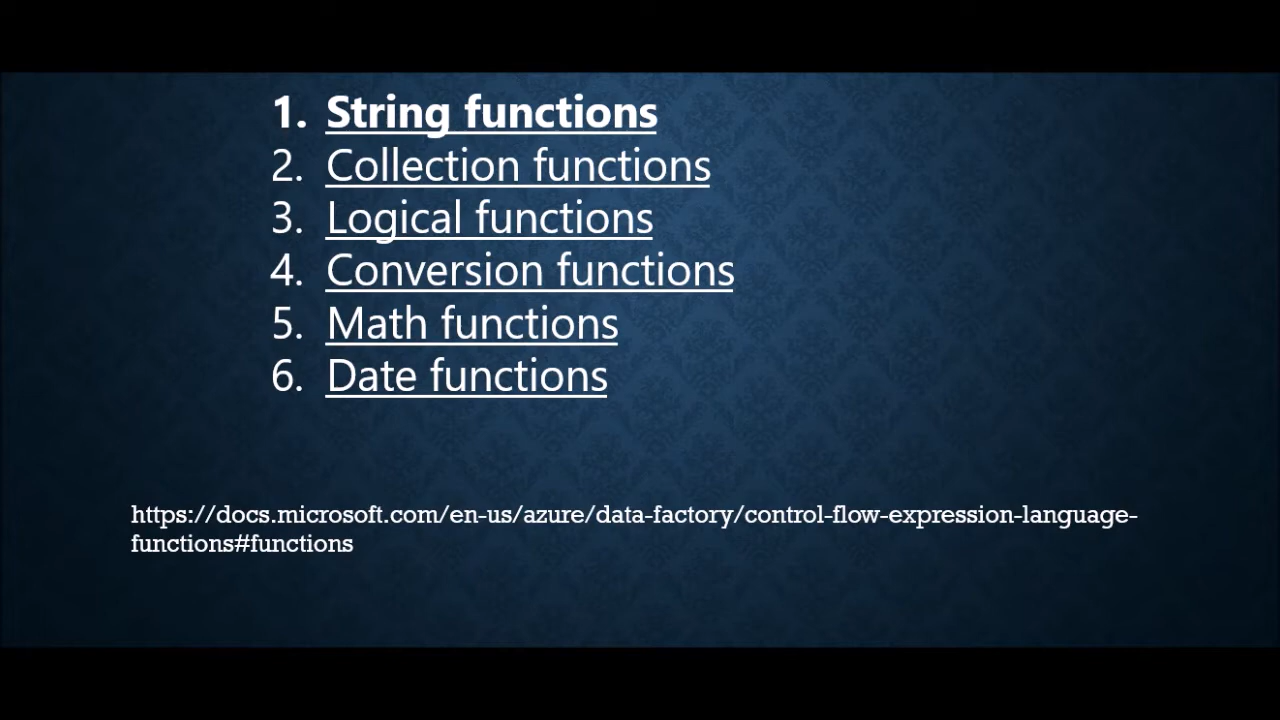 1. String functions
2. Collection functions
3. Logical functions
4. Conversion functions
5. Math functions
6. Date functions
https://docs.microsoft.com/en-us/azure/data-factory/control-flow-expression-language-
functions#functions